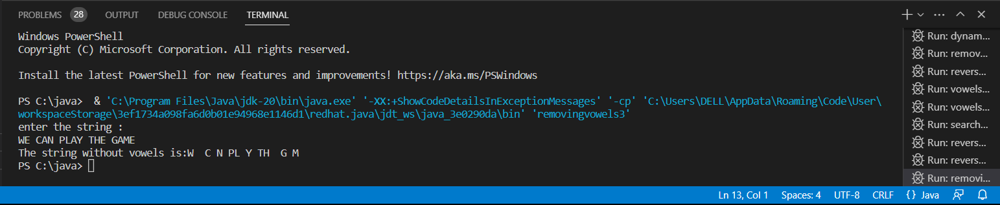 PROBLEMS 28 OUTPUT DEBUG CONSOLE TERMINAL
Windows PowerShell
Copyright (C) Microsoft Corporation. All rights reserved.
Install the latest PowerShell for new features and improvements! https://aka.ms/PSWindows
PS C:\java>  & 'C:\Program Files\Java\jdk-20\bin\java.exe' '-XX:+ShowCodeDetailsInExceptionMessages' '-cp' 'C:\Users\DELL\AppData\Roaming\Code\User\
workspaceStorage\3ef1734a098fa6d0b01e94968e1146d1\redhat.java\jdt_ws\java_3e0290da\bin' 'removingvowels3'
enter the string :
WE CAN PLAY THE GAME
The string without vowels is:W  C N PL Y TH  G M
PS C:\java>
Run: dynam...
Run: remov...
Run: revers...
Run: vowels...
Run: vowels...
Run: search...
Run: revers...
Run: revers...
Run: removi...
Ln 13, Col 1 Spaces: 4 UTF-8 CRLF {} Java